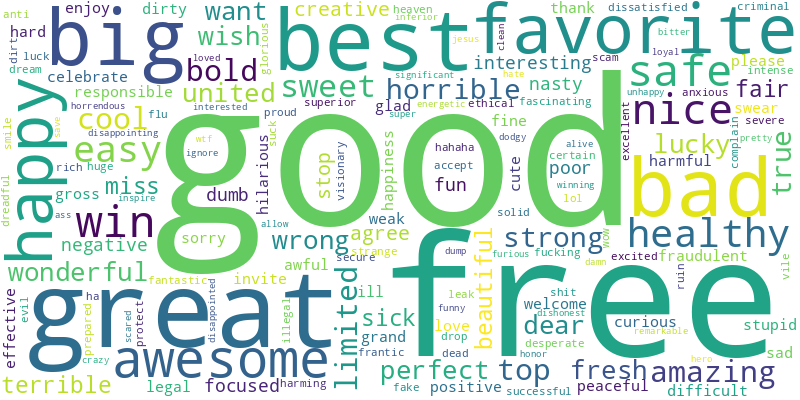 anti
enjoy
dirty
want
creative
heaven
inferior
thank
dissatisfied
criminal
hard
big
wish
best
favorite
bitter
clean
luck
dirt
dream
celebrate
bold
loved
glorious
jesus
interesting
scam
loyal
please
significant
hate
safe
intense
responsible
united
sweet
horrible
nasty
horrendous
interested
superior
energetic
ethical
fascinating
unhappy
anxious
fair
smile
happy
cool
flu
proud
glad
super
fine
excellent
nice
swear
severe
disappointing
suck
hilarious
wtf
ignore
good
hahaha
dodgy
alive
lucky
complain
pretty
easy
save
rich
huge
stop
visionary
happiness
accept
certain
winning
poor
harmful
true
gross
miss
dumb
fun
cute
lol
bad
ass
inspire
allow
weak
solid
dreadful
win
sorry
wrong
agree
strong
wow
healthy
negative
strange
secure
dump
furious
fucking
damn
excited
fraudulent
vile
wonderful
fantastic
invite
awful
limited
ill
leak
free
beautiful
shit
ruin
effective
evil
great
ha
prepared
scared
protect
disappointed
illegal
sick
funny
love
welcome
dishonest
dear
curious
remarkable
stupid
crazy
awesome
grand
drop
frantic
dead
honor
desperate
hero
sad
terrible
legal
focused
harming
perfect
top
fresh
amazing
fake
positive
successful
peaceful
difficult